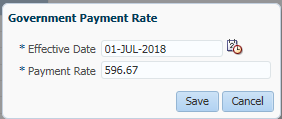 Government Payment Rate
* Effective Date 01-JUL-2018
* Payment Rate 596.67
Save Cancel